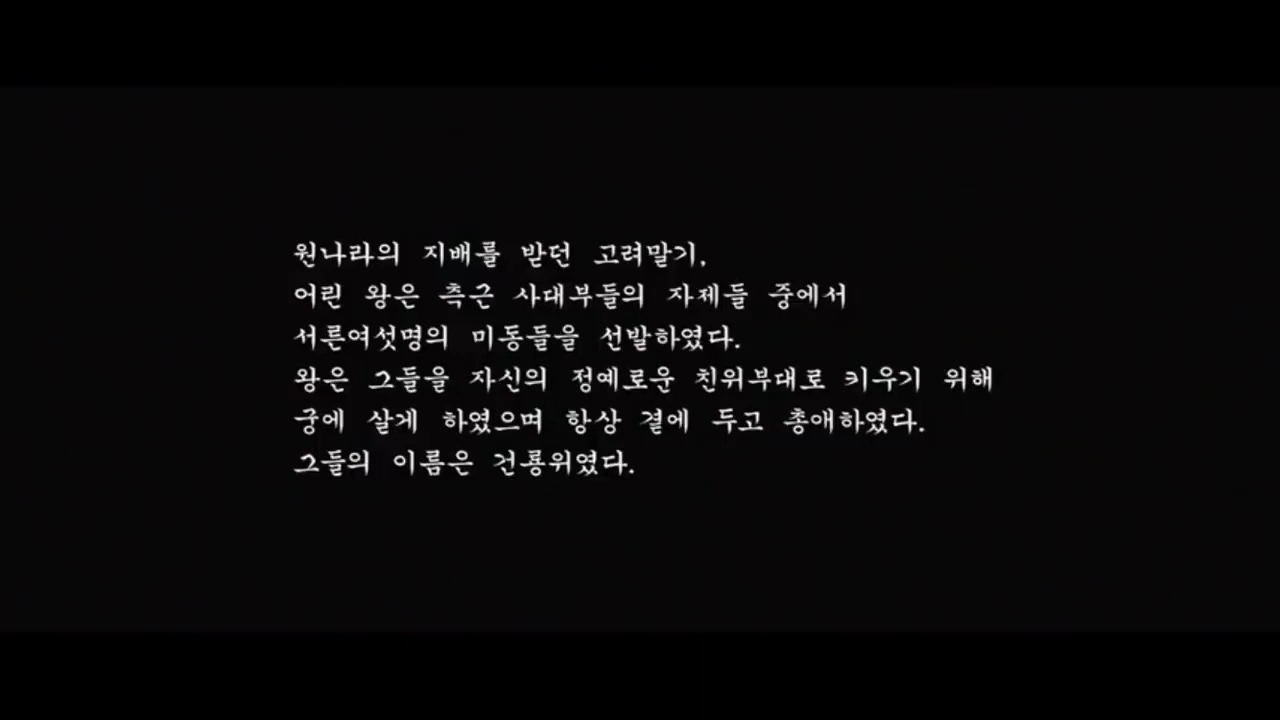 원나라의 지배를 받던 고려말기,
어린 왕은 측근 사대부들의 자제들 중에서
서른여섯명의 미동들을 선발하였다.
왕은 그들을 자신의 정예로운 친위부대로 키우기 위해
궁에 살게 하였으며 항상 곁에 두고 총애하였다.
그들의 이름은 건룡위였다.